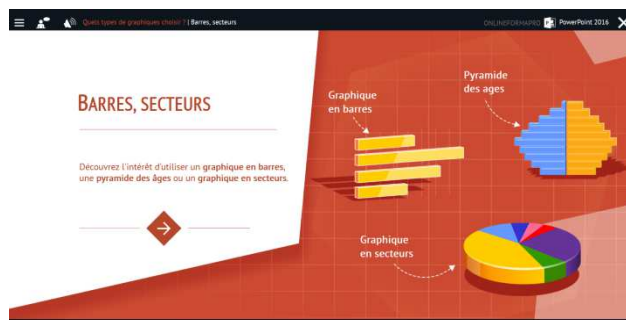 Quels types de graphiques choisir ? | Barres, secteurs
ONLINEFORMAPRO PowerPoint 2016
BARRES, SECTEURS
Découvrez l'intérêt d'utiliser un graphique en barres,
une pyramide des âges ou un graphique en secteurs.
Graphique
en barres
Pyramide
des ages
Graphique
en secteurs